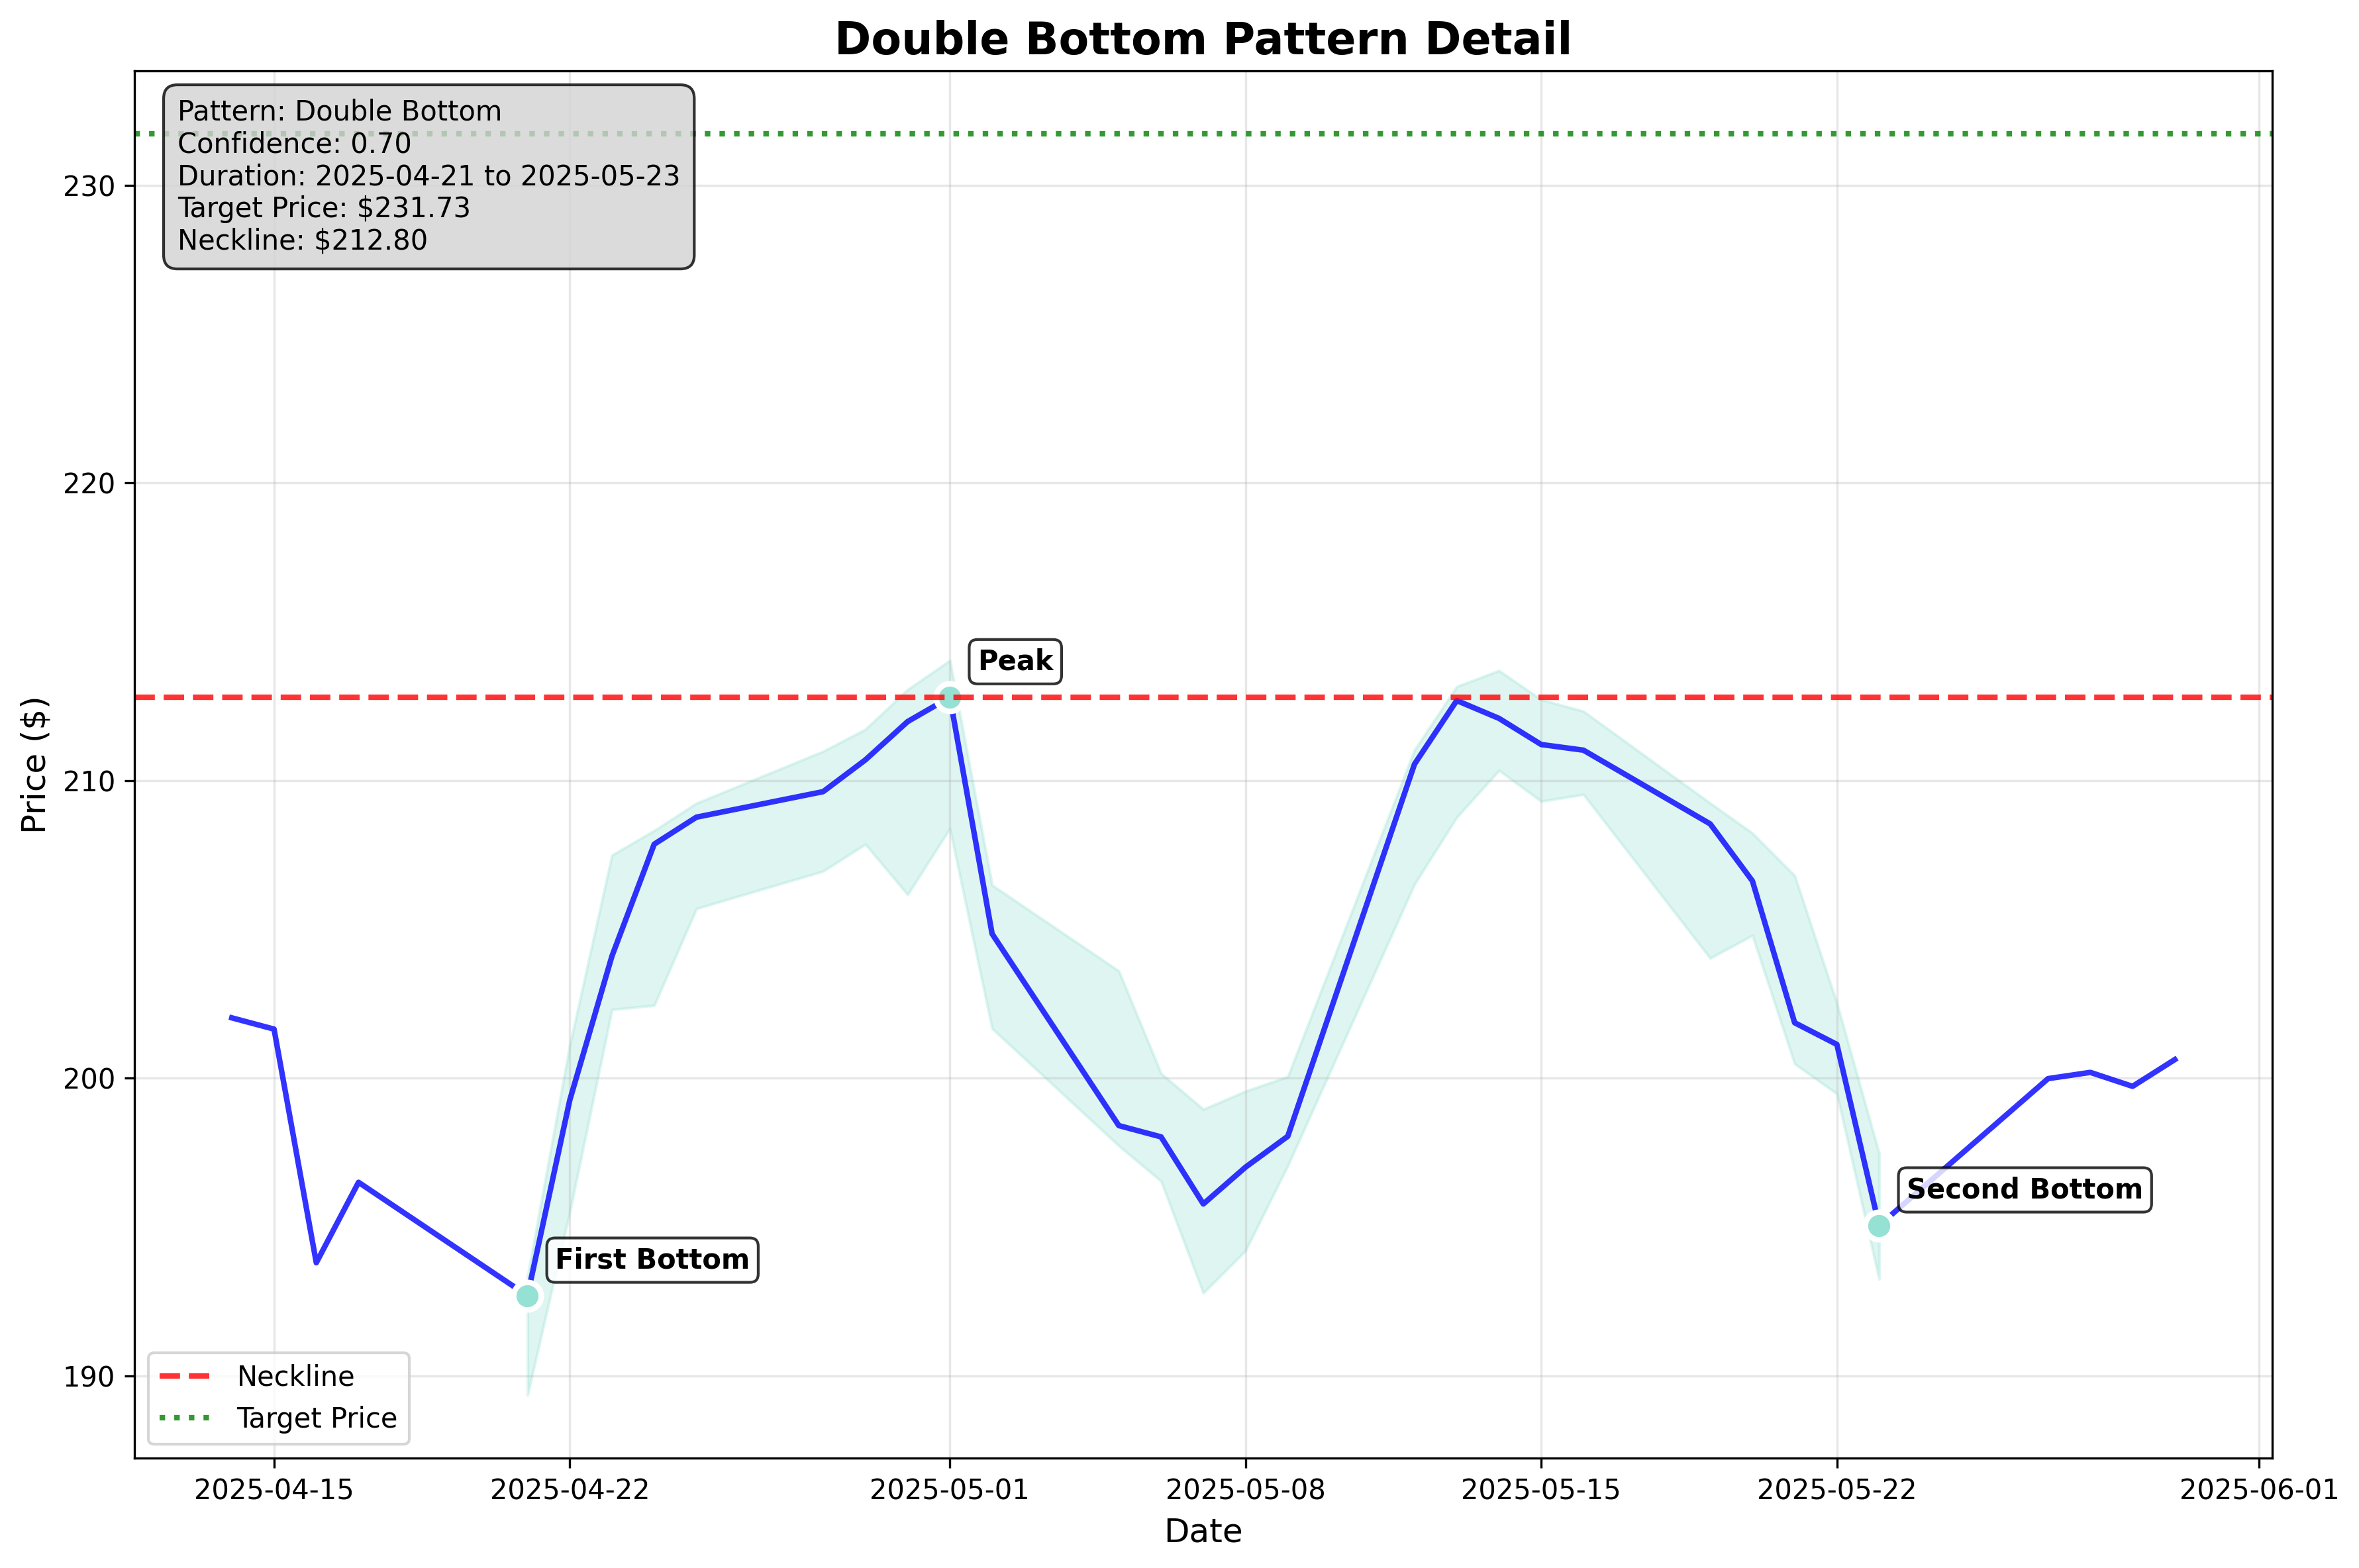 Double Bottom Pattern Detail
Pattern: Double Bottom
Confidence: 0.70
Duration: 2025-04-21 to 2025-05-23
Target Price: $231.73
Neckline: $212.80
230
220
210
200
190
Price ($)
Peak
Second Bottom
First Bottom
Neckline
Target Price
2025-04-15
2025-04-22
2025-05-01
2025-05-08
2025-05-15
2025-05-22
2025-06-01
Date